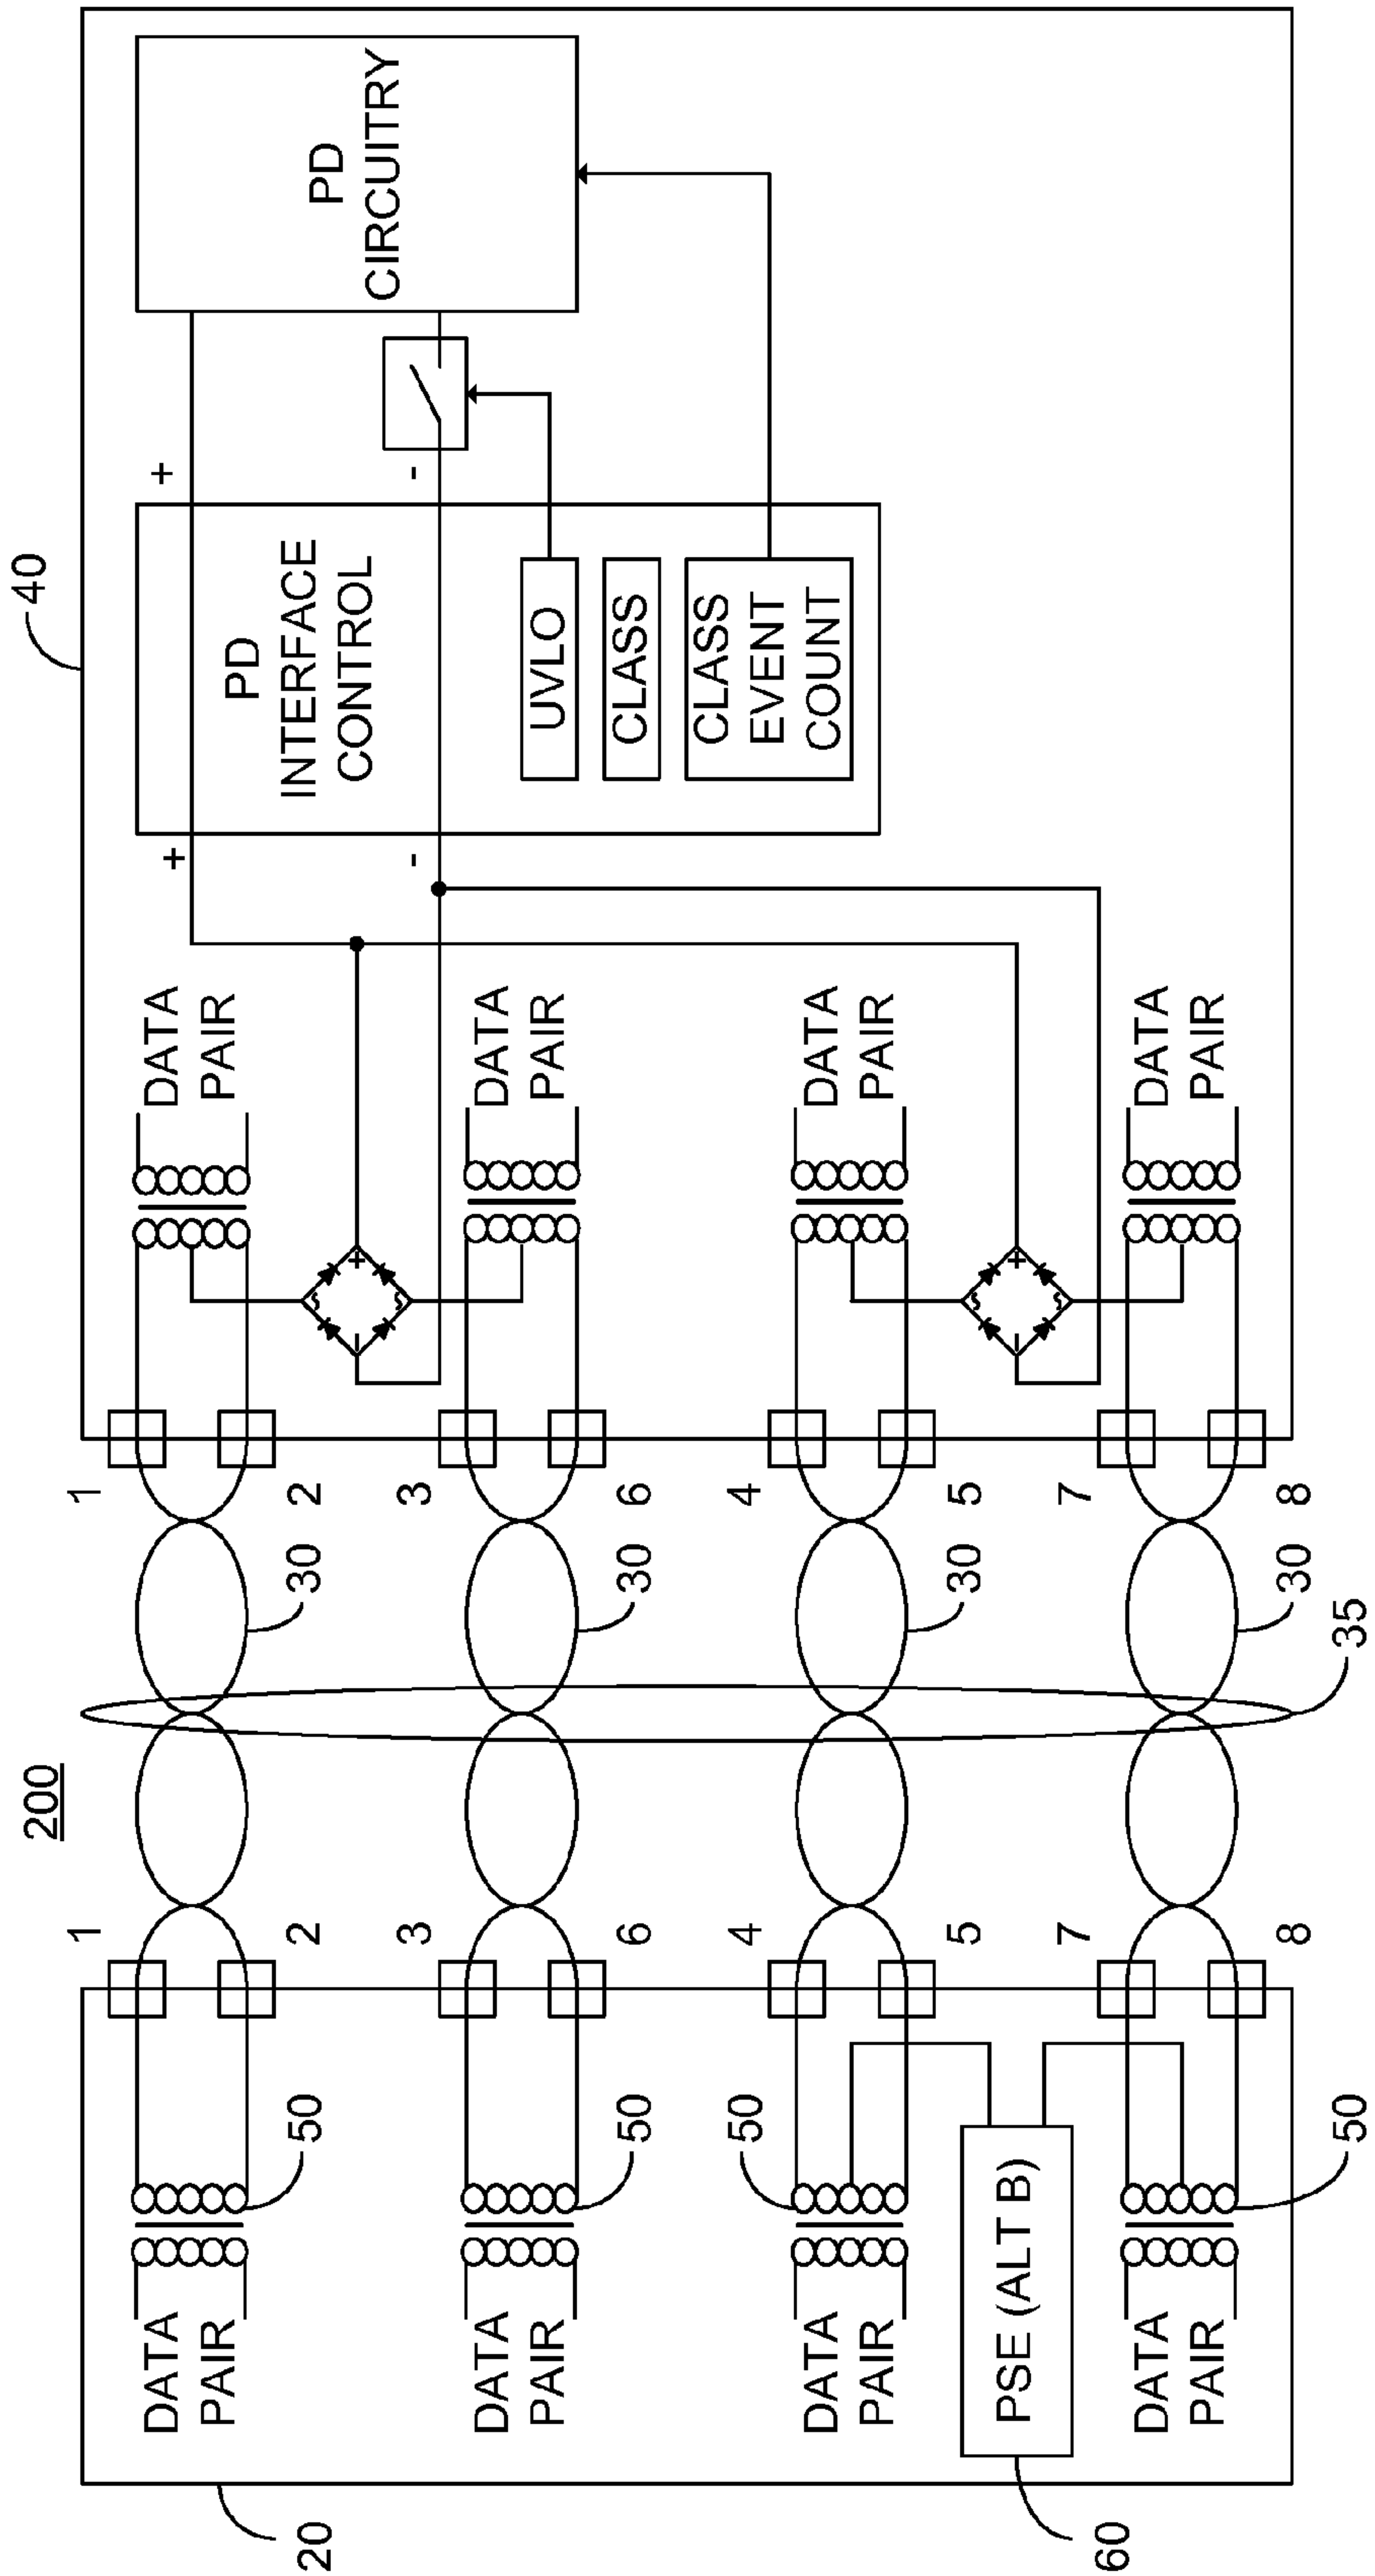 200
20
DATA
PAIR
50
DATA
PAIR
50
DATA
PAIR
50
PSE (ALT B)
60
DATA
PAIR
50
1
2
3
6
4
5
7
8
30
30
30
30
35
1
2
3
6
4
5
7
8
40
DATA
PAIR
DATA
PAIR
DATA
PAIR
DATA
PAIR
+
-
+
-
+
-
PD
INTERFACE
CONTROL
UVLO
CLASS
CLASS
EVENT
COUNT
+
-
PD
CIRCUITRY